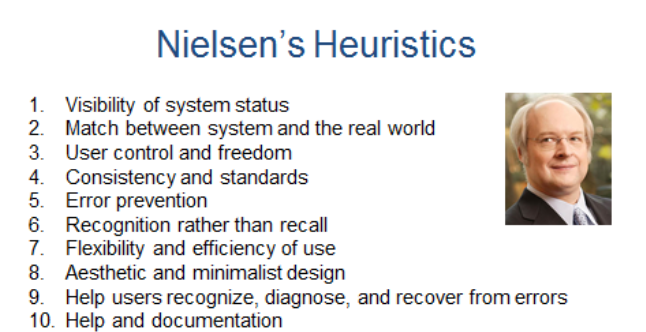 Nielsen’s Heuristics
1. Visibility of system status
2. Match between system and the real world
3. User control and freedom
4. Consistency and standards
5. Error prevention
6. Recognition rather than recall
7. Flexibility and efficiency of use
8. Aesthetic and minimalist design
9. Help users recognize, diagnose, and recover from errors
10. Help and documentation